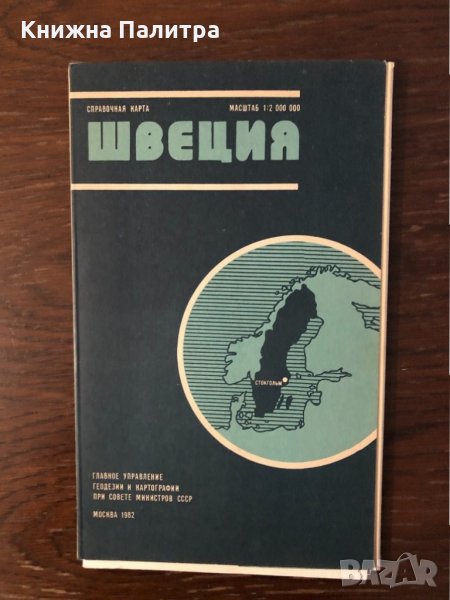 Книжна Палитра
СПРАВОЧНАЯ КАРТА МАСШТАБ 1:2 000 000
ШВЕЦИЯ
СТОКГОЛЬМ
ГЛАВНОЕ УПРАВЛЕНИЕ
ГЕОДЕЗИИ И КАРТОГРАФИИ
ПРИ СОВЕТЕ МИНИСТРОВ СССР
МОСКВА 1982
BAZAR